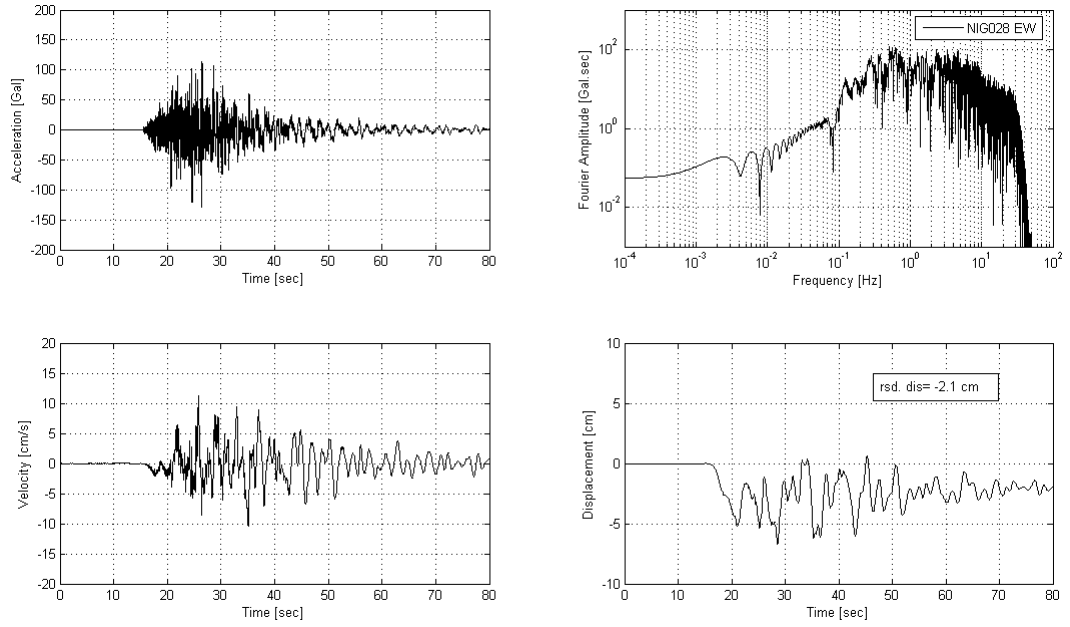 200
150
100
50
0
-50
-100
-150
-200
Acceleration [Gal]
0 10 20 30 40 50 60 70 80
Time [sec]
NIG028 EW
10^2
10^0
10^-2
Fourier Amplitude [Gal.sec]
10^-4 10^-3 10^-2 10^-1 10^0 10^1 10^2
Frequency [Hz]
20
15
10
5
0
-5
-10
-15
-20
Velocity [cm/s]
0 10 20 30 40 50 60 70 80
Time [sec]
10
5
0
-5
-10
Displacement [cm]
rsd. dis= -2.1 cm
0 10 20 30 40 50 60 70 80
Time [sec]